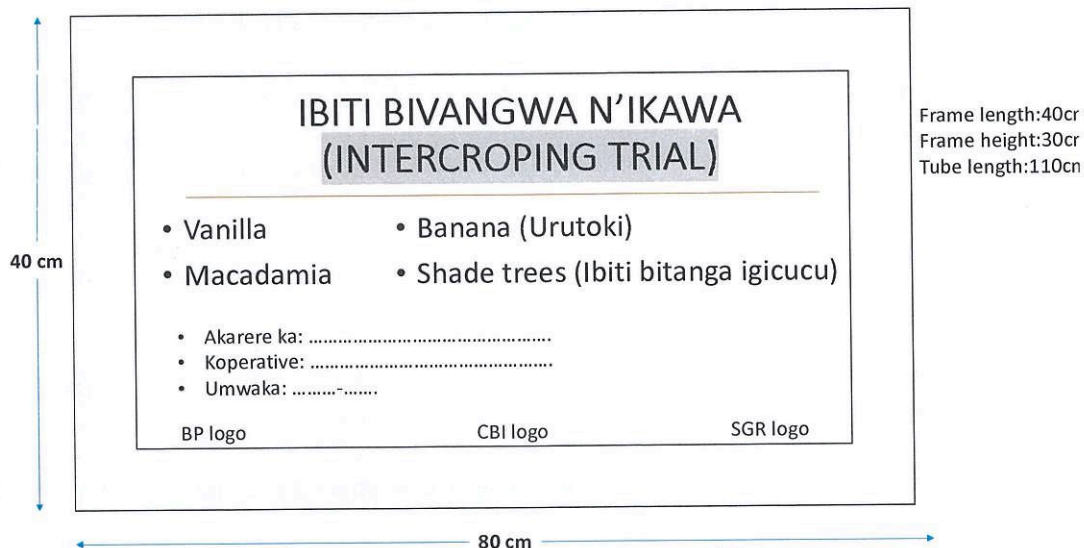 IBITI BIVANGWA N'IKAWA
(INTERCROPING TRIAL)
• Vanilla
• Banana (Urutoki)
• Macadamia
• Shade trees (Ibiti bitanga igicucu)
• Akarere ka: ................................................
• Koperative: ................................................
• Umwaka: .........-.......
BP logo
CBI logo
SGR logo
40 cm
80 cm
Frame length:40cr
Frame height:30cr
Tube length:110cn